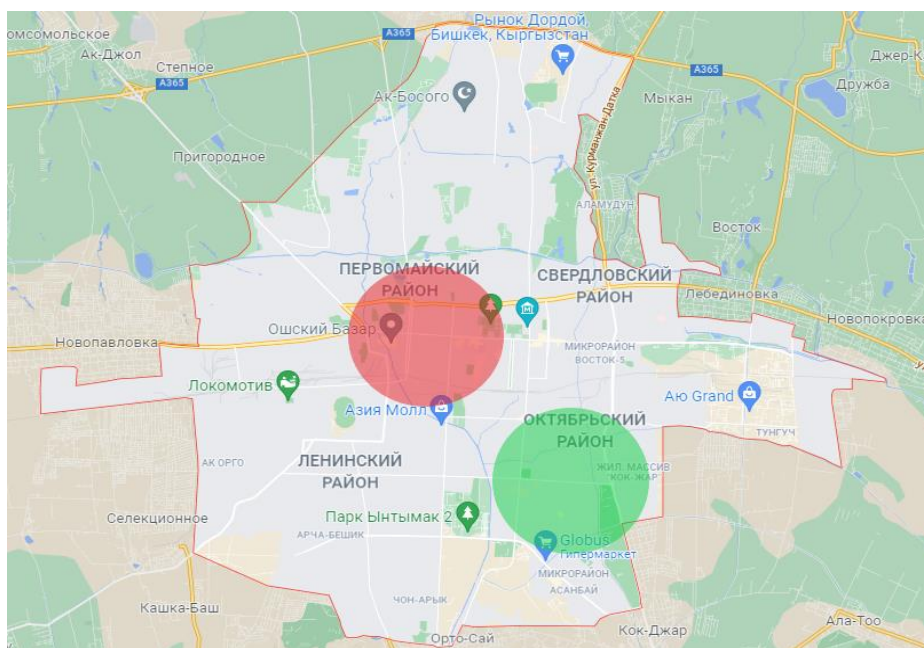 Рынок Дордой,
Бишкек, Кыргызстан
омсомольское
Ак-Джол
A365
Степное
A365
A365
Джер-К
Дружба
Мыкан
Ак-Босого
ул. Курманжан-Датка
Пригородное
АЛАМУДУН
Восток
ПЕРВОМАЙСКИЙ
РАЙОН
СВЕРДЛОВСКИЙ
РАЙОН
Лебединовка
Новопокровка
Ошский Базар
Новопавловка
МИКРОРАЙОН
ВОСТОК-5
Локомотив
Азия Молл
Аю Grand
ОКТЯБРЬСКИЙ
РАЙОН
ТУНГУЧ
АК ОРГО
ЛЕНИНСКИЙ
РАЙОН
ЖИЛ. МАССИВ
"КОК-ЖАР
Парк Ынтымак 2
Селекционное
АРЧА-БЕШИК
Globus
Гипермаркет
МИКРОРАЙОН
АСАНБАЙ
ЧОН-АРЫК
Кашка-Баш
Орто-Сай
Кок-Джар
Ала-Тоо